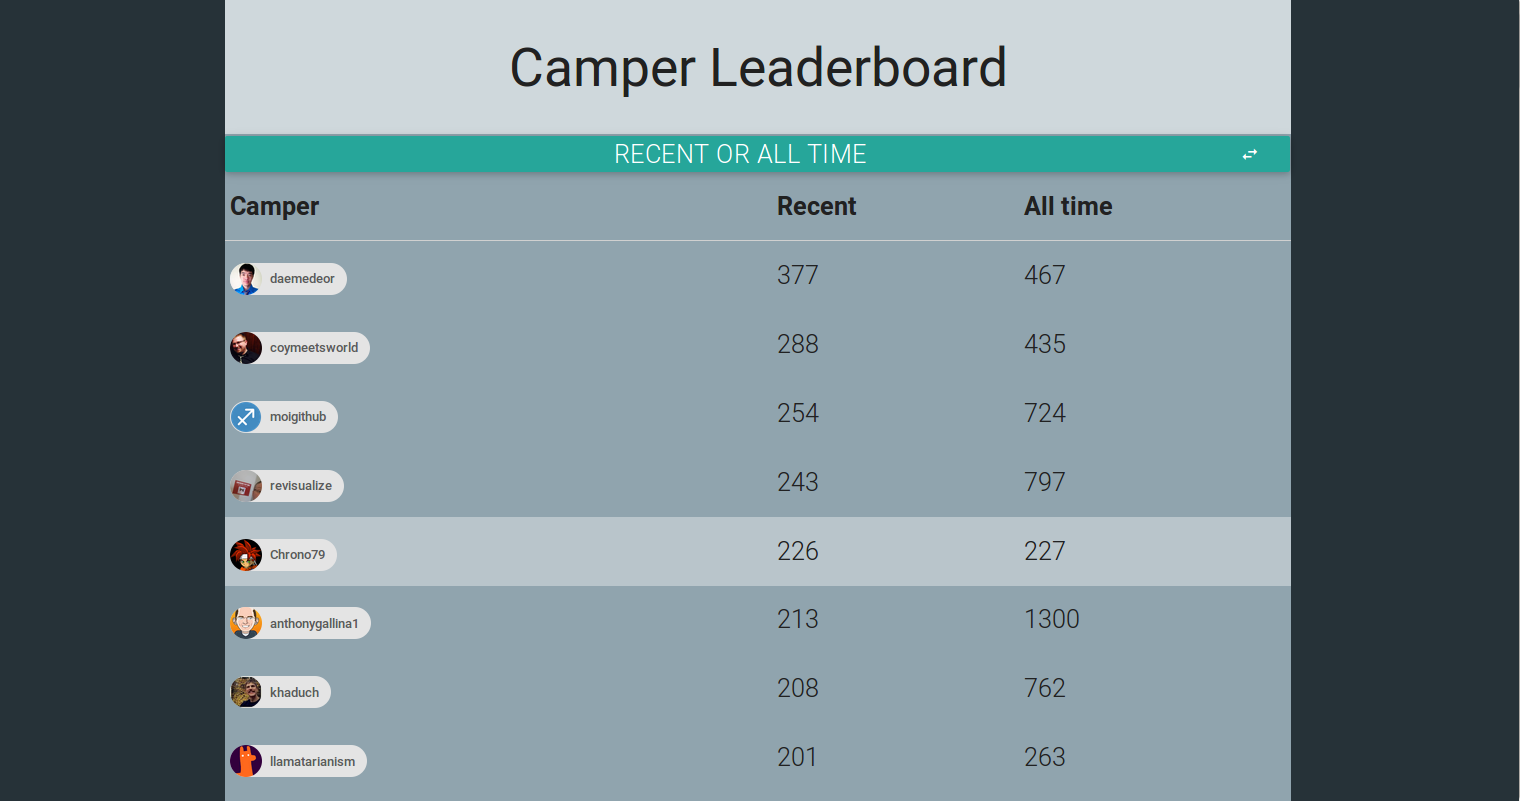 Camper Leaderboard
RECENT OR ALL TIME
Camper Recent All time
daemedeor 377 467
coymeetsworld 288 435
moigithub 254 724
revisualize 243 797
Chrono79 226 227
anthonygallina1 213 1300
khaduch 208 762
llamatarianism 201 263